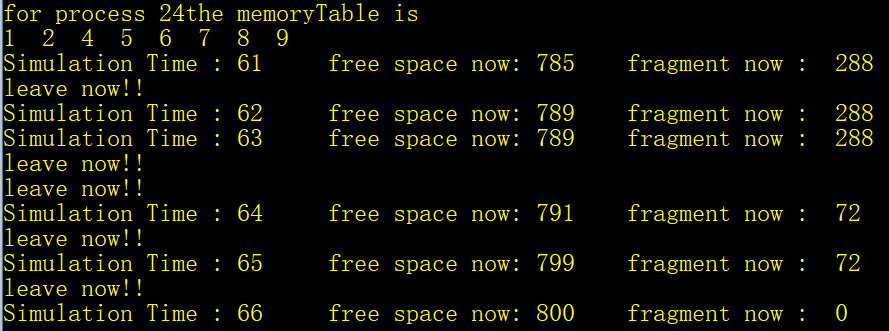 for process 24the memoryTable is
1 2 4 5 6 7 8 9
Simulation Time : 61 free space now: 785 fragment now : 288
leave now!!
Simulation Time : 62 free space now: 789 fragment now : 288
Simulation Time : 63 free space now: 789 fragment now : 288
leave now!!
leave now!!
Simulation Time : 64 free space now: 791 fragment now : 72
leave now!!
Simulation Time : 65 free space now: 799 fragment now : 72
leave now!!
Simulation Time : 66 free space now: 800 fragment now : 0